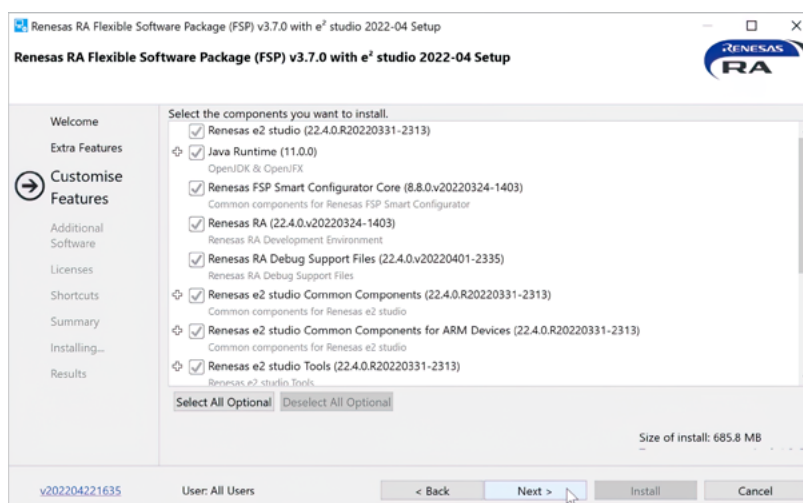 Renesas RA Flexible Software Package (FSP) v3.7.0 with e² studio 2022-04 Setup
Renesas RA Flexible Software Package (FSP) v3.7.0 with e² studio 2022-04 Setup
RENESAS
RA
Welcome
Extra Features
Customise
Features
Additional
Software
Licenses
Shortcuts
Summary
Installing...
Results
Select the components you want to install.
Renesas e2 studio (22.4.0.R20220331-2313)
Java Runtime (11.0.0)
OpenJDK & OpenJFX
Renesas FSP Smart Configurator Core (8.8.0.v20220324-1403)
Common components for Renesas FSP Smart Configurator
Renesas RA (22.4.0.v20220324-1403)
Renesas RA Development Environment
Renesas RA Debug Support Files (22.4.0.v20220401-2335)
Renesas RA Debug Support Files
Renesas e2 studio Common Components (22.4.0.R20220331-2313)
Common components for Renesas e2 studio
Renesas e2 studio Common Components for ARM Devices (22.4.0.R20220331-2313)
Common components for Renesas e2 studio
Renesas e2 studio Tools (22.4.0.R20220331-2313)
Renesas e2 studio Tools
Select All Optional
Deselect All Optional
Size of install: 685.8 MB
v202204221635
User: All Users
< Back
Next >
Install
Cancel